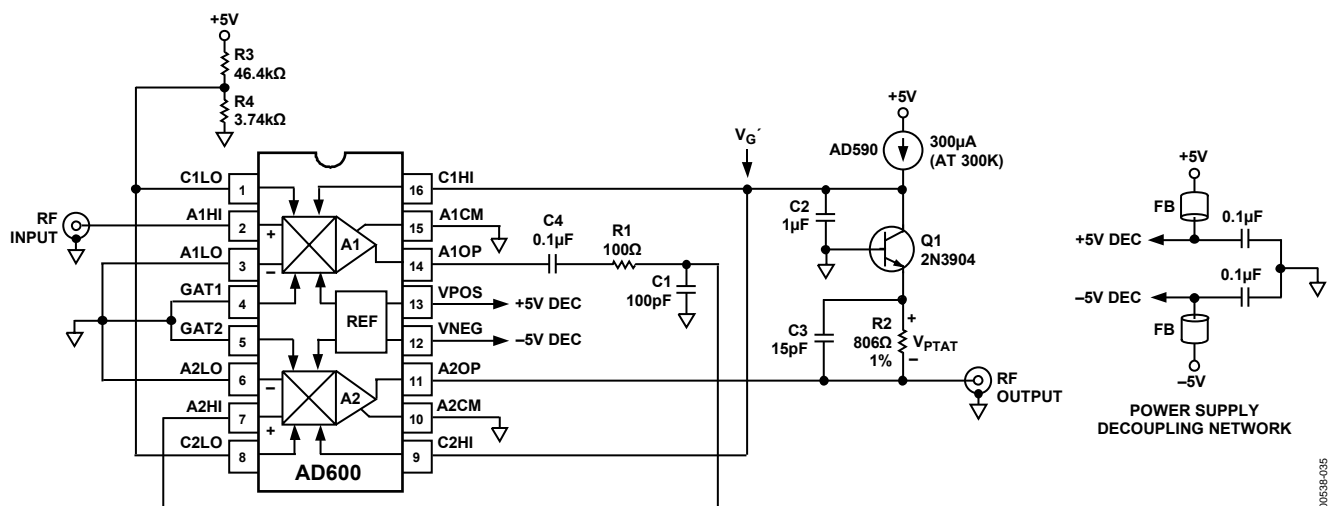 +5V
R3
46.4kΩ
R4
3.74kΩ
C1LO
1
A1HI
2
RF
INPUT
A1LO
3
GAT1
4
GAT2
5
A2LO
6
A2HI
7
C2LO
8
+
–
A1
REF
–
+
A2
AD600
16
C1HI
15
A1CM
14
A1OP
13
VPOS
+5V DEC
12
VNEG
–5V DEC
11
A2OP
10
A2CM
9
C2HI
C4
0.1µF
R1
100Ω
C1
100pF
VG´
+5V
AD590
300µA
(AT 300K)
C2
1µF
Q1
2N3904
C3
15pF
R2
806Ω
1%
+
VPTAT
–
RF
OUTPUT
+5V
FB
0.1µF
+5V DEC
0.1µF
–5V DEC
FB
–5V
POWER SUPPLY
DECOUPLING NETWORK
00538-035